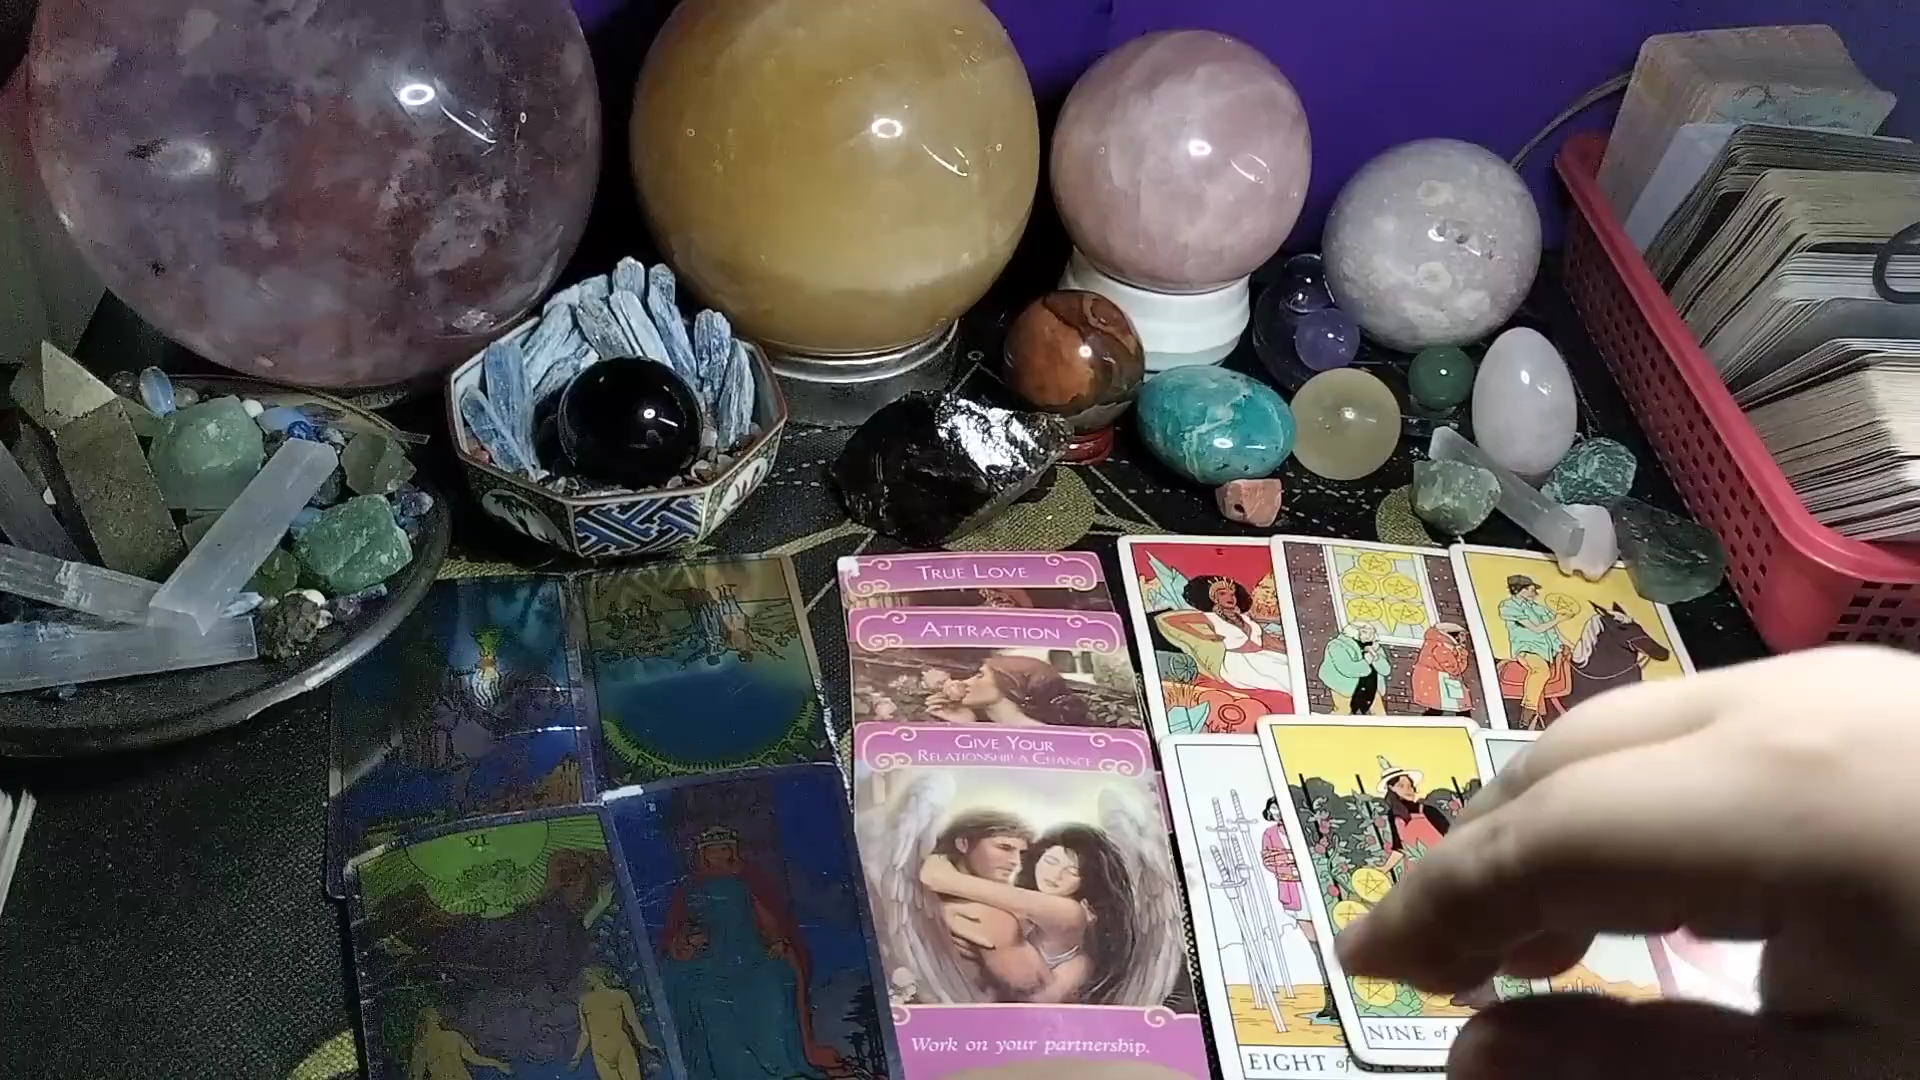 TRUE LOVE
ATTRACTION
GIVE YOUR
RELATIONSHIP A CHANCE
Work on your partnership.
VI
NINE of
EIGHT of